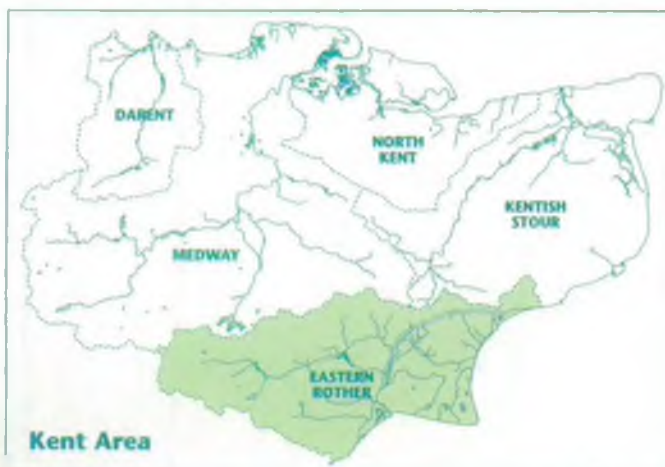 DARENT
NORTH
KENT
KENTISH
STOUR
MEDWAY
EASTERN
ROTHER
Kent Area